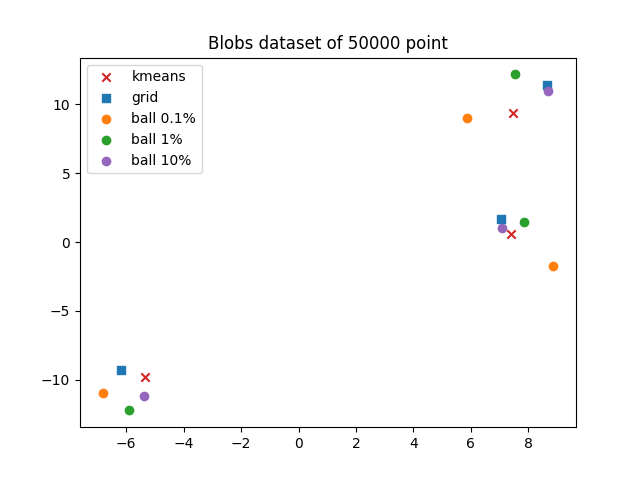 Blobs dataset of 50000 point
kmeans
grid
ball 0.1%
ball 1%
ball 10%
10
5
0
−5
−10
−6
−4
−2
0
2
4
6
8